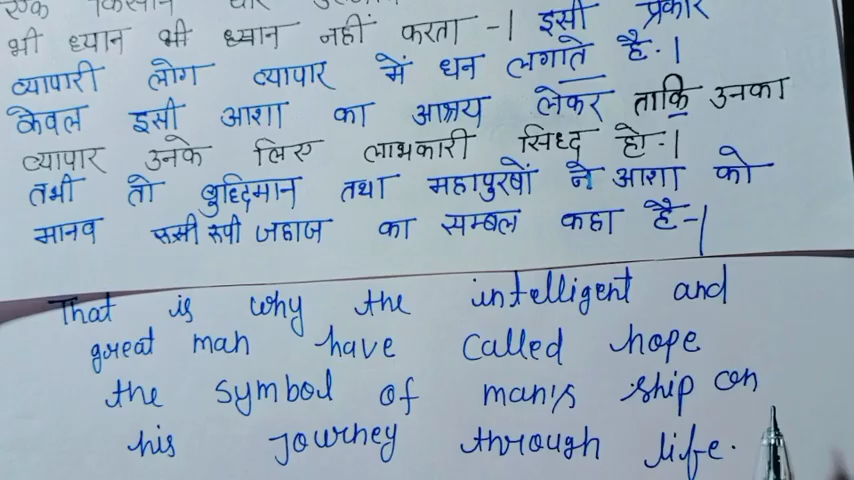 एक किसान
भी ध्यान भी ध्यान नहीं करता -। इसी प्रकार
व्यापारी लोग व्यापार में धन लगाते है-।
केवल इसी आशा का आश्रय लेकर ताकि उनका
व्यापार उनके लिए लाभकारी सिध्द हो-।
तभी तो बुध्दिमान तथा महापुरषों ने आशा को
मानव रूपी जहाज का सम्बल कहा है-।
That is why the intelligent and
great man have called hope
the symbol of man's ship on
his Journey through life.